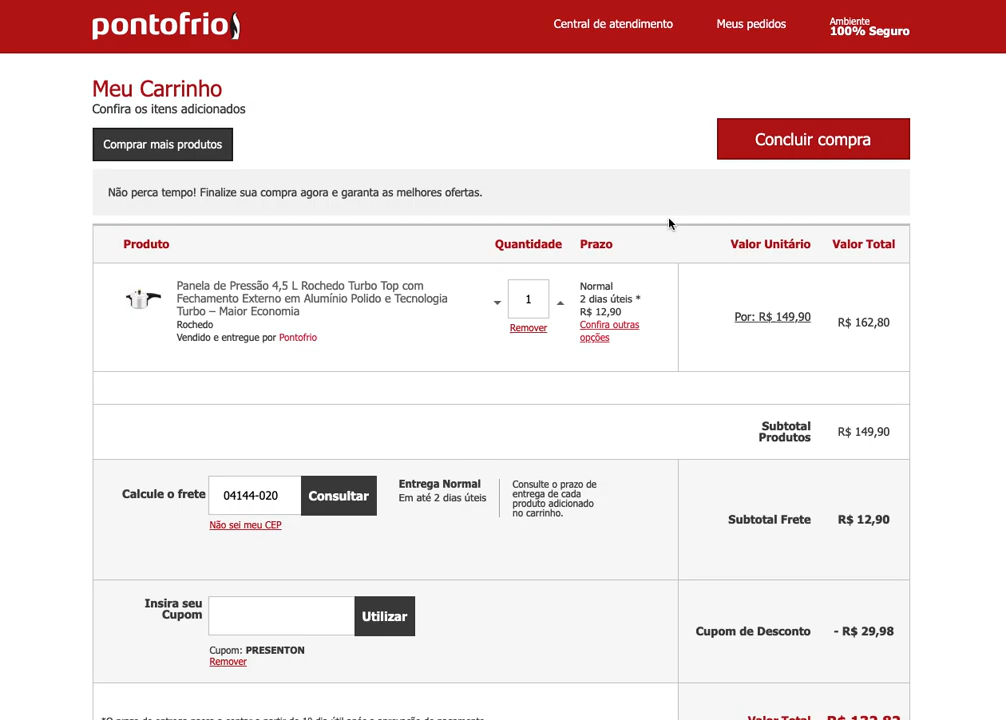 pontofrio
Central de atendimento
Meus pedidos
Ambiente
100% Seguro
Meu Carrinho
Confira os itens adicionados
Comprar mais produtos
Concluir compra
Não perca tempo! Finalize sua compra agora e garanta as melhores ofertas.
Produto
Quantidade
Prazo
Valor Unitário
Valor Total
Panela de Pressão 4,5 L Rochedo Turbo Top com
Fechamento Externo em Alumínio Polido e Tecnologia
Turbo – Maior Economia
Rochedo
Vendido e entregue por Pontofrio
1
Remover
Normal
2 dias úteis *
R$ 12,90
Confira outras
opções
Por: R$ 149,90
R$ 162,80
Subtotal
Produtos
R$ 149,90
Calcule o frete
04144-020
Consultar
Não sei meu CEP
Entrega Normal
Em até 2 dias úteis
Consulte o prazo de
entrega de cada
produto adicionado
no carrinho.
Subtotal Frete
R$ 12,90
Insira seu
Cupom
Utilizar
Cupom: PRESENTON
Remover
Cupom de Desconto
- R$ 29,98
Valor Total